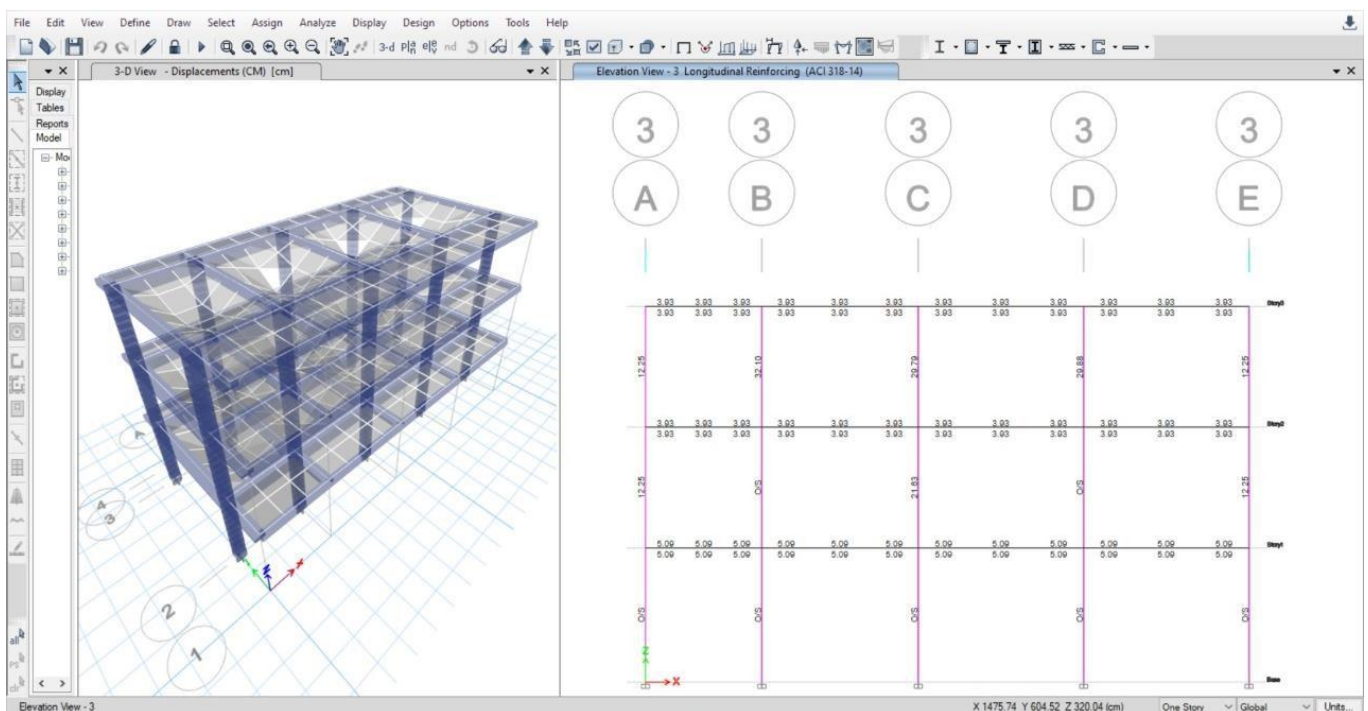 File Edit View Define Draw Select Assign Analyze Display Design Options Tools Help
3-d
nd
3-D View - Displacements (CM) [cm]
Elevation View - 3 Longitudinal Reinforcing (ACI 318-14)
Display
Tables
Reports
Model
3 3 3 3 3
A B C D E
3.93 3.93 3.93 3.93 3.93 3.93 3.93 3.93 3.93 3.93 3.93 3.93 Story3
3.93 3.93 3.93 3.93 3.93 3.93 3.93 3.93 3.93 3.93 3.93 3.93
12.25 32.10 29.79 29.88 12.25
3.93 3.93 3.93 3.93 3.93 3.93 3.93 3.93 3.93 3.93 3.93 3.93 Story2
3.93 3.93 3.93 3.93 3.93 3.93 3.93 3.93 3.93 3.93 3.93 3.93
12.25 O/S 21.83 O/S 12.25
5.09 5.09 5.09 5.09 5.09 5.09 5.09 5.09 5.09 5.09 5.09 5.09 Story1
5.09 5.09 5.09 5.09 5.09 5.09 5.09 5.09 5.09 5.09 5.09 5.09
O/S O/S O/S O/S O/S
Z
X
Base
4
3
2
1
all
PS
clr
Elevation View - 3
X 1475.74 Y 604.52 Z 320.04 (cm)
One Story
Global
Units...